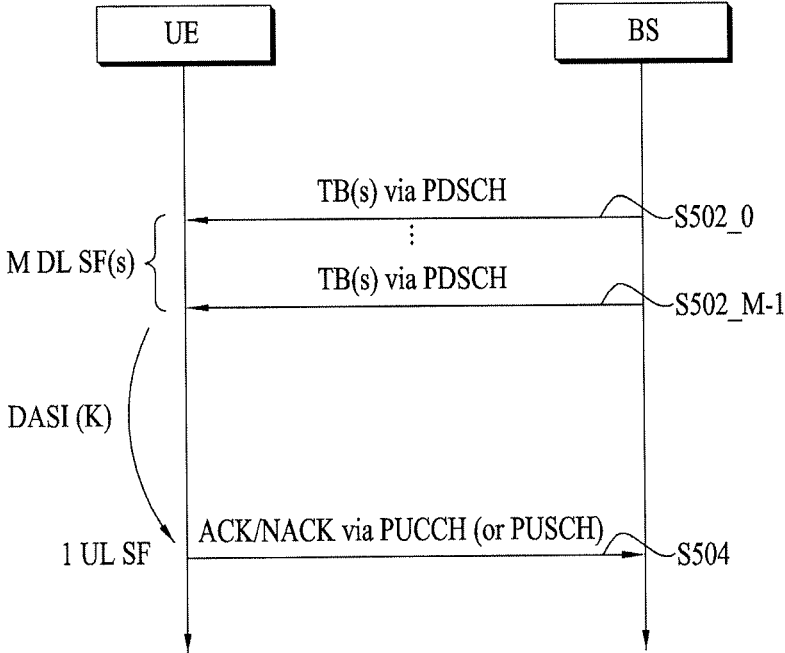 UE
BS
TB(s) via PDSCH
S502_0
M DL SF(s)
TB(s) via PDSCH
S502_M-1
DASI (K)
ACK/NACK via PUCCH (or PUSCH)
1 UL SF
S504